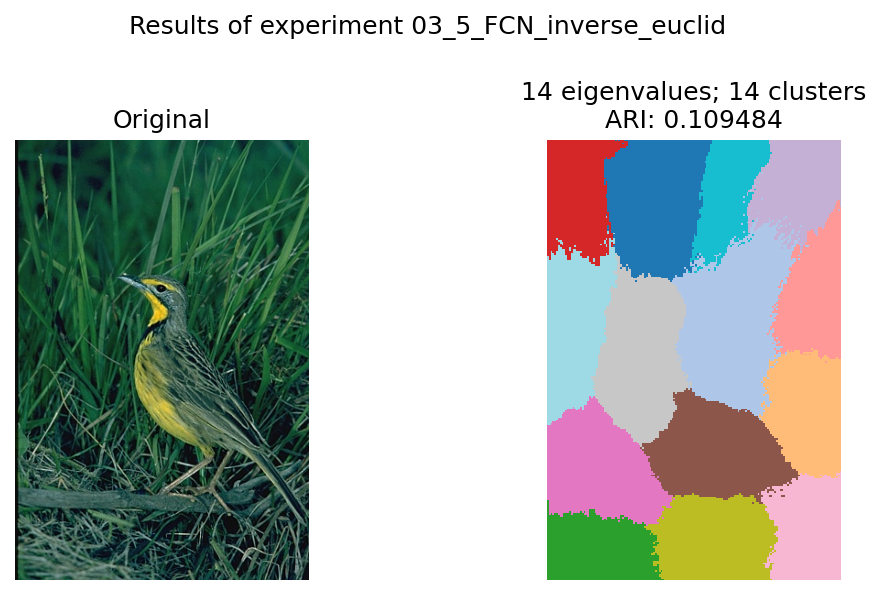 Results of experiment 03_5_FCN_inverse_euclid
Original
14 eigenvalues; 14 clusters
ARI: 0.109484